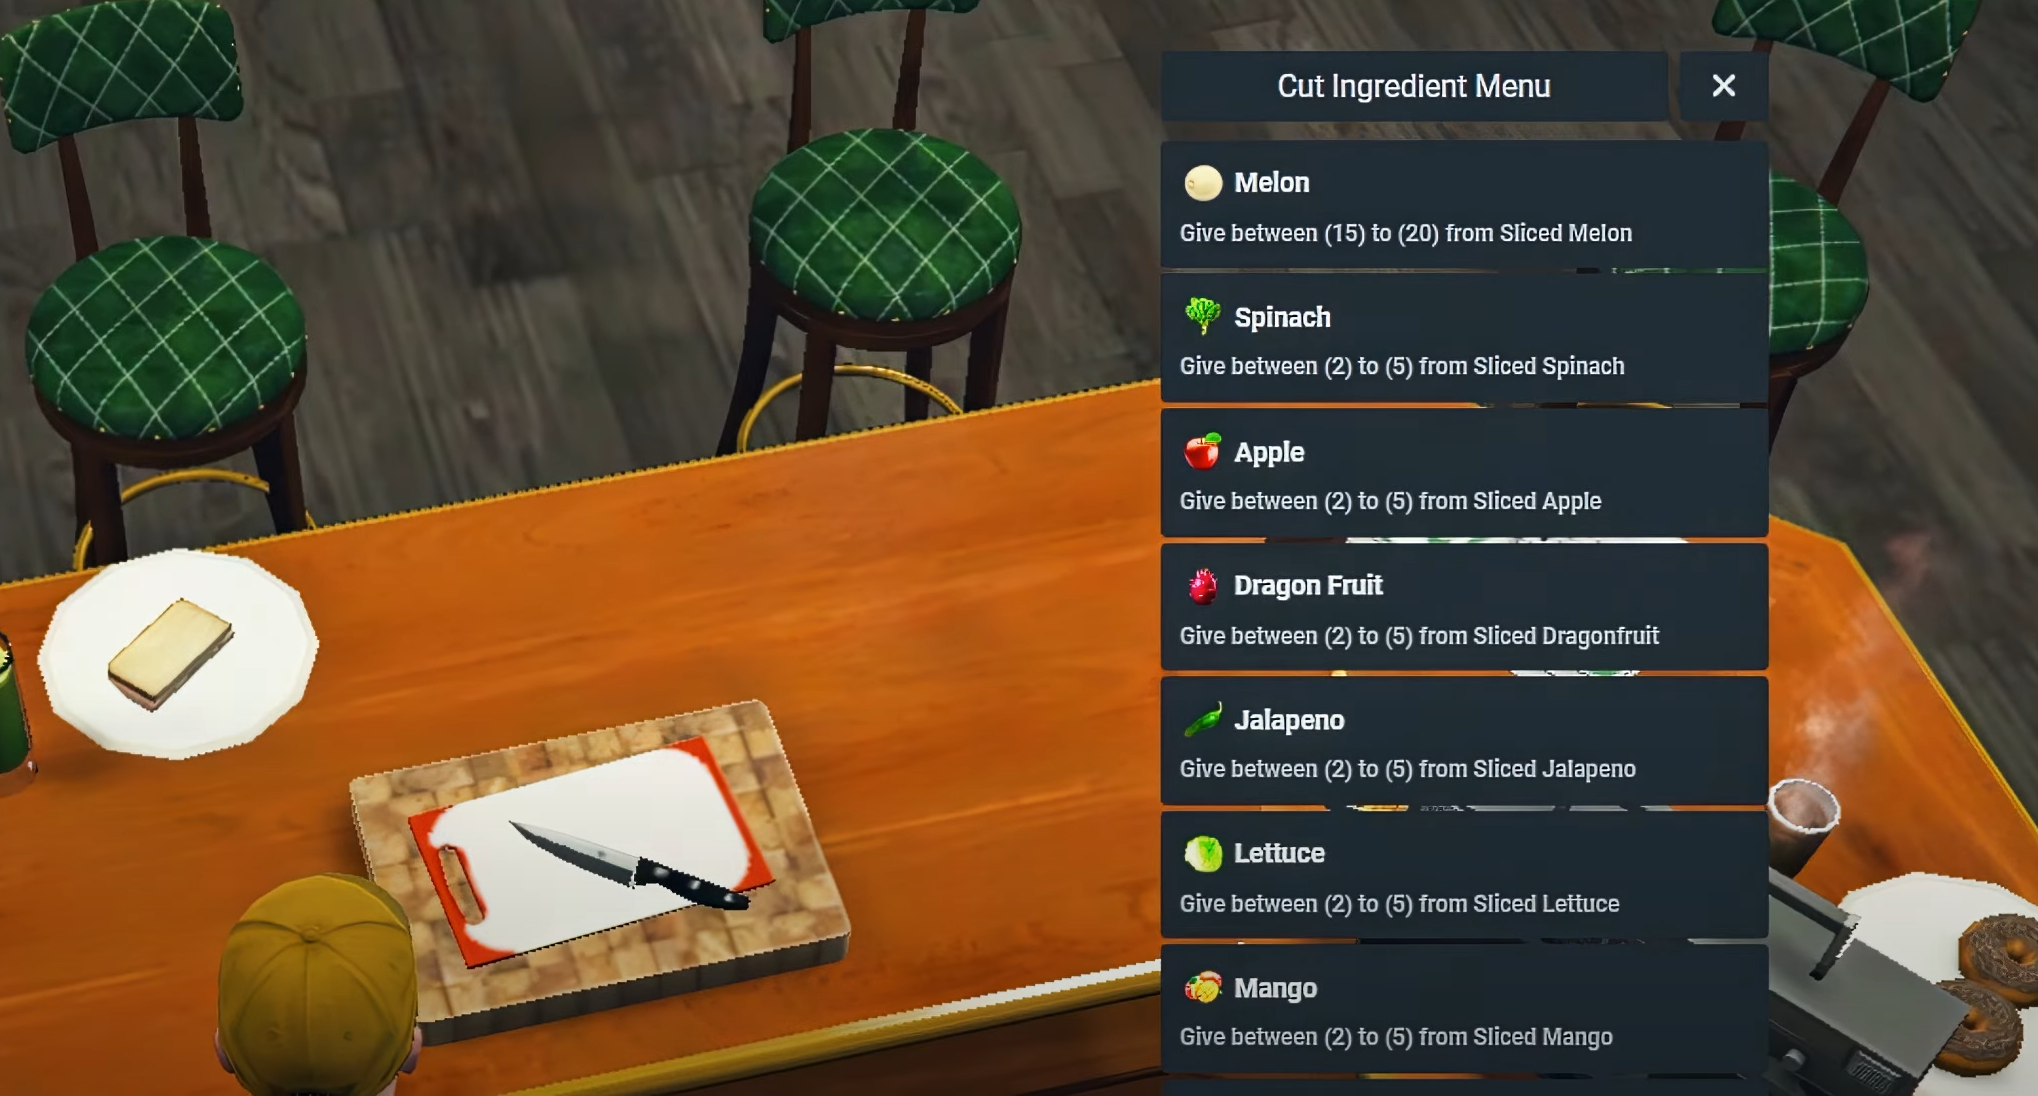 Cut Ingredient Menu
Melon
Give between (15) to (20) from Sliced Melon
Spinach
Give between (2) to (5) from Sliced Spinach
Apple
Give between (2) to (5) from Sliced Apple
Dragon Fruit
Give between (2) to (5) from Sliced Dragonfruit
Jalapeno
Give between (2) to (5) from Sliced Jalapeno
Lettuce
Give between (2) to (5) from Sliced Lettuce
Mango
Give between (2) to (5) from Sliced Mango